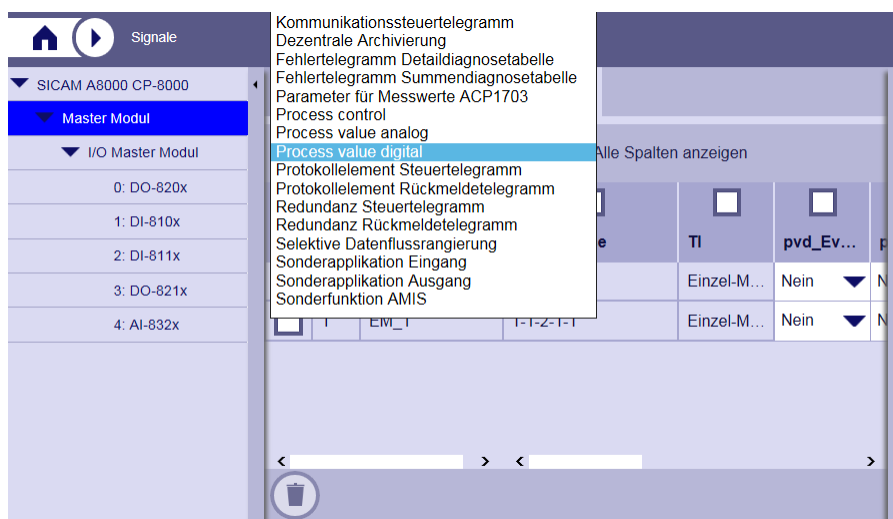 Signale
SICAM A8000 CP-8000
Master Modul
I/O Master Modul
0: DO-820x
1: DI-810x
2: DI-811x
3: DO-821x
4: AI-832x
Kommunikationssteuertelegramm
Dezentrale Archivierung
Fehlertelegramm Detaildiagnosetabelle
Fehlertelegramm Summendiagnosetabelle
Parameter für Messwerte ACP1703
Process control
Process value analog
Process value digital
Protokollelement Steuertelegramm
Protokollelement Rückmeldetelegramm
Redundanz Steuertelegramm
Redundanz Rückmeldetelegramm
Selektive Datenflussrangierung
Sonderapplikation Eingang
Sonderapplikation Ausgang
Sonderfunktion AMIS
Alle Spalten anzeigen
e TI pvd_Ev... p
Einzel-M... Nein N
1 EM_1 1-1-2-1-1 Einzel-M... Nein N